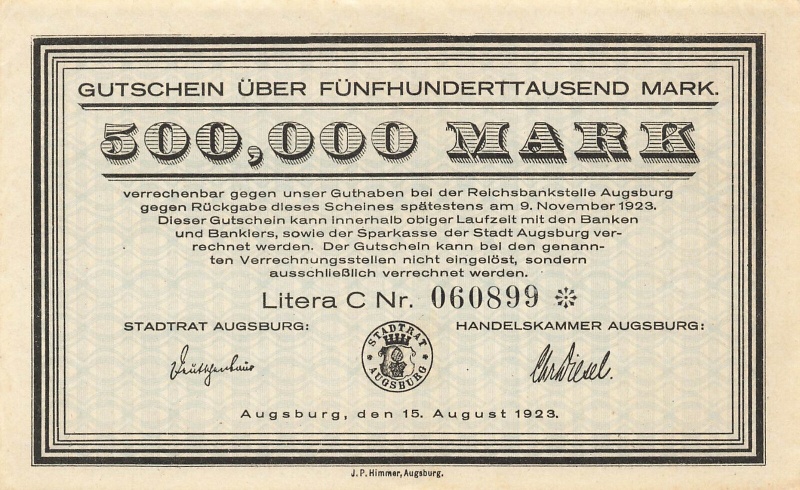 GUTSCHEIN ÜBER FÜNFHUNDERTTAUSEND MARK.
500,000 MARK
verrechenbar gegen unser Guthaben bei der Reichsbankstelle Augsburg
gegen Rückgabe dieses Scheines spätestens am 9. November 1923.
Dieser Gutschein kann innerhalb obiger Laufzeit mit den Banken
und Bankiers, sowie der Sparkasse der Stadt Augsburg ver-
rechnet werden. Der Gutschein kann bei den genann-
ten Verrechnungsstellen nicht eingelöst, sondern
ausschließlich verrechnet werden.
Litera C Nr. 060899 *
STADTRAT AUGSBURG:
HANDELSKAMMER AUGSBURG:
STADTRAT AUGSBURG
Deutschenbaur
Chr Diesel.
Augsburg, den 15. August 1923.
J. P. Himmer, Augsburg.